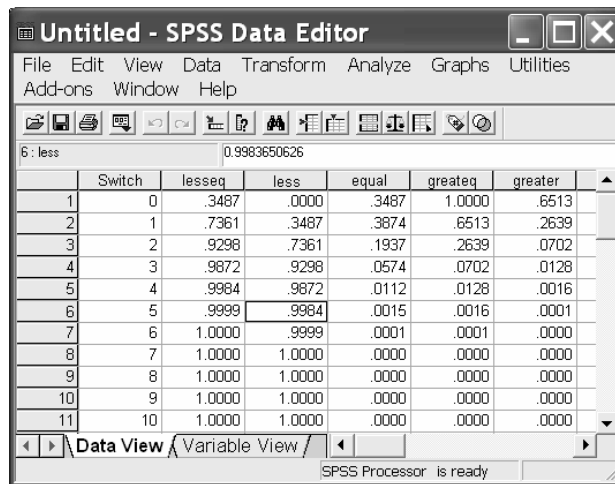 Untitled - SPSS Data Editor
File Edit View Data Transform Analyze Graphs Utilities
Add-ons Window Help
6 : less 0.9983650626
Switch lesseq less equal greateq greater
1 0 .3487 .0000 .3487 1.0000 .6513
2 1 .7361 .3487 .3874 .6513 .2639
3 2 .9298 .7361 .1937 .2639 .0702
4 3 .9872 .9298 .0574 .0702 .0128
5 4 .9984 .9872 .0112 .0128 .0016
6 5 .9999 .9984 .0015 .0016 .0001
7 6 1.0000 .9999 .0001 .0001 .0000
8 7 1.0000 1.0000 .0000 .0000 .0000
9 8 1.0000 1.0000 .0000 .0000 .0000
10 9 1.0000 1.0000 .0000 .0000 .0000
11 10 1.0000 1.0000 .0000 .0000 .0000
Data View Variable View
SPSS Processor is ready